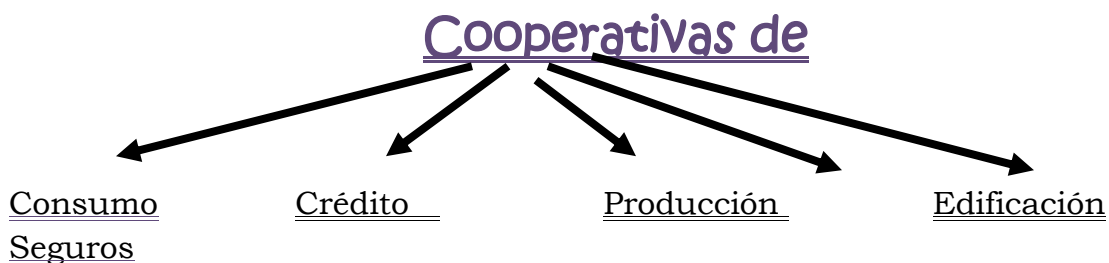 Cooperativas de
Consumo Crédito Producción Edificación
Seguros